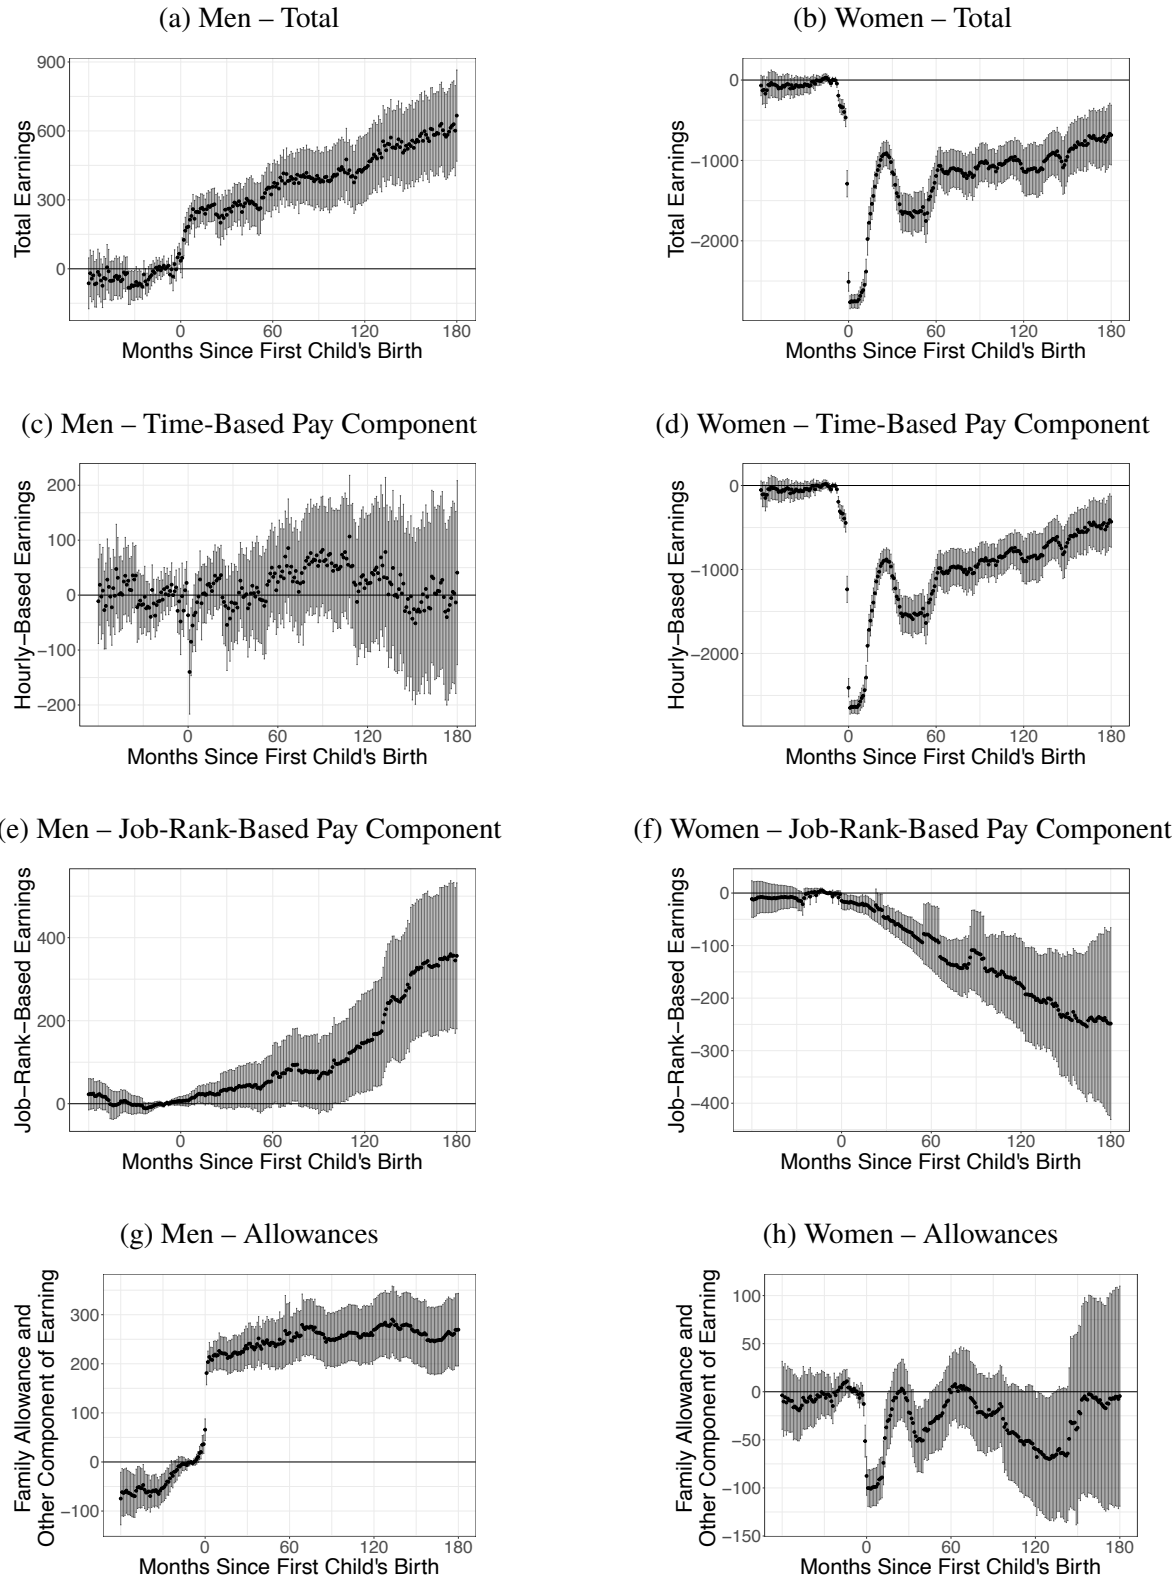 (a) Men – Total
900
600
300
0
Total Earnings
0 60 120 180
Months Since First Child's Birth
(b) Women – Total
0
−1000
−2000
Total Earnings
0 60 120 180
Months Since First Child's Birth
(c) Men – Time-Based Pay Component
200
100
0
−100
−200
Hourly−Based Earnings
0 60 120 180
Months Since First Child's Birth
(d) Women – Time-Based Pay Component
0
−1000
−2000
Hourly−Based Earnings
0 60 120 180
Months Since First Child's Birth
(e) Men – Job-Rank-Based Pay Component
400
200
0
Job−Rank−Based Earnings
0 60 120 180
Months Since First Child's Birth
(f) Women – Job-Rank-Based Pay Component
0
−100
−200
−300
−400
Job−Rank−Based Earnings
0 60 120 180
Months Since First Child's Birth
(g) Men – Allowances
300
200
100
0
−100
Family Allowance and
Other Component of Earning
0 60 120 180
Months Since First Child's Birth
(h) Women – Allowances
100
50
0
−50
−100
−150
Family Allowance and
Other Component of Earning
0 60 120 180
Months Since First Child's Birth